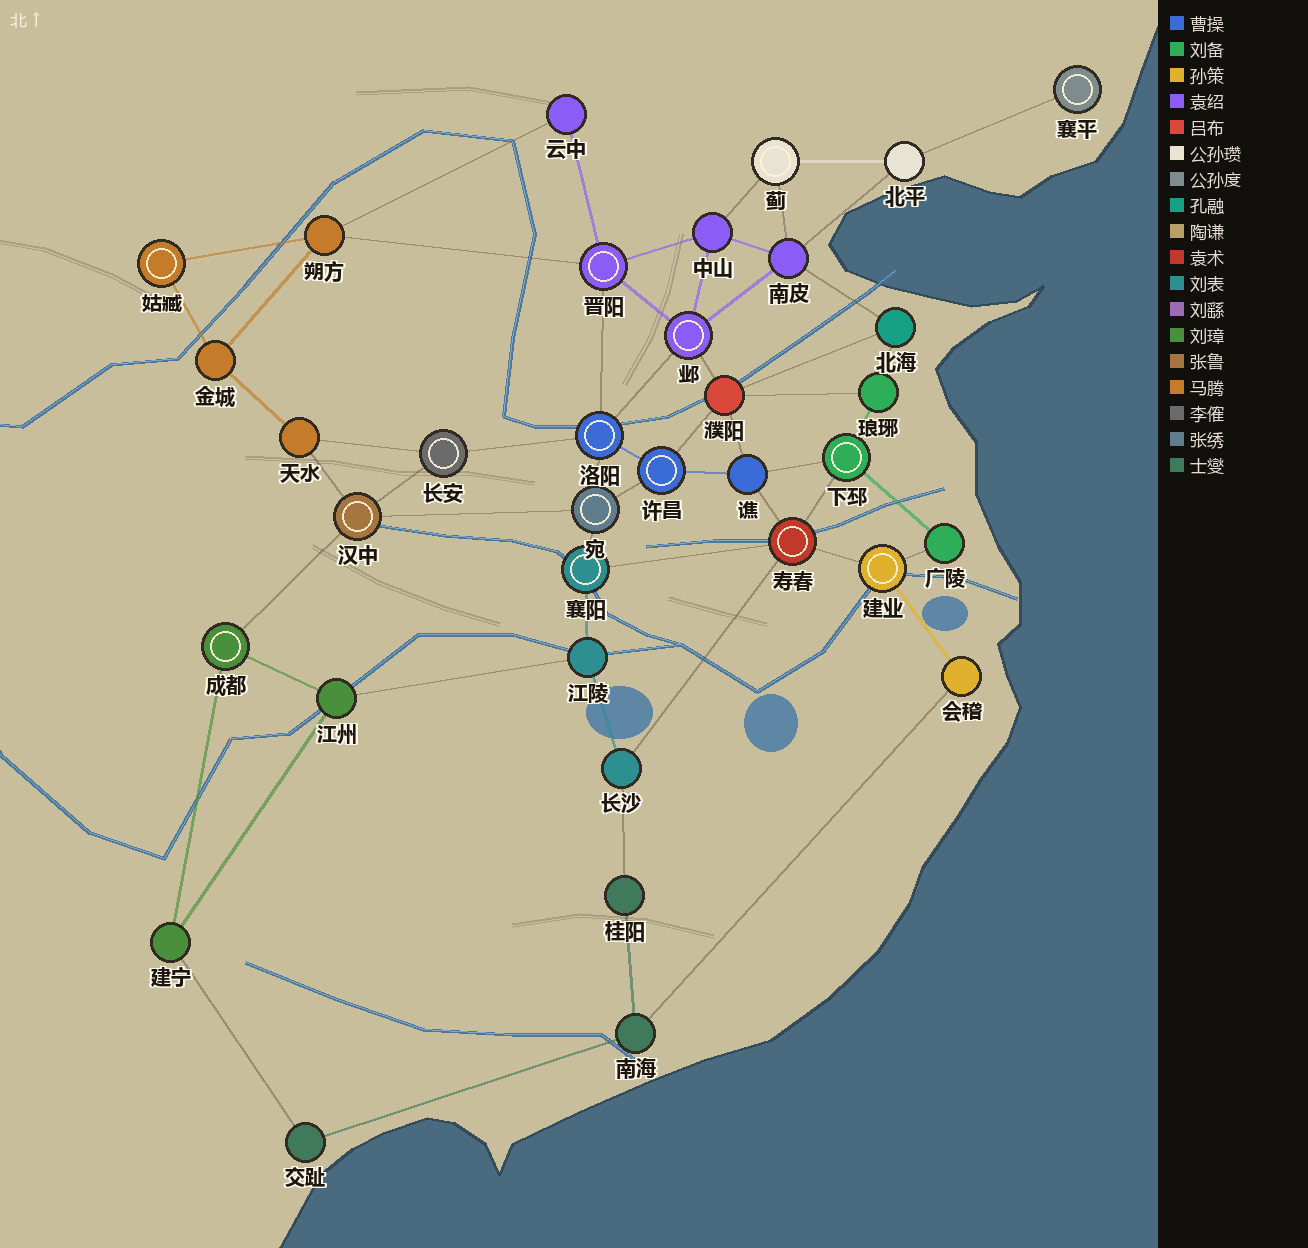 北↑
云中
襄平
蓟
北平
姑臧
朔方
晋阳
中山
南皮
金城
邺
北海
濮阳
琅琊
天水
长安
洛阳
许昌
谯
下邳
汉中
宛
襄阳
寿春
建业
广陵
成都
江州
江陵
会稽
长沙
桂阳
建宁
南海
交趾
曹操
刘备
孙策
袁绍
吕布
公孙瓒
公孙度
孔融
陶谦
袁术
刘表
刘繇
刘璋
张鲁
马腾
李傕
张绣
士燮